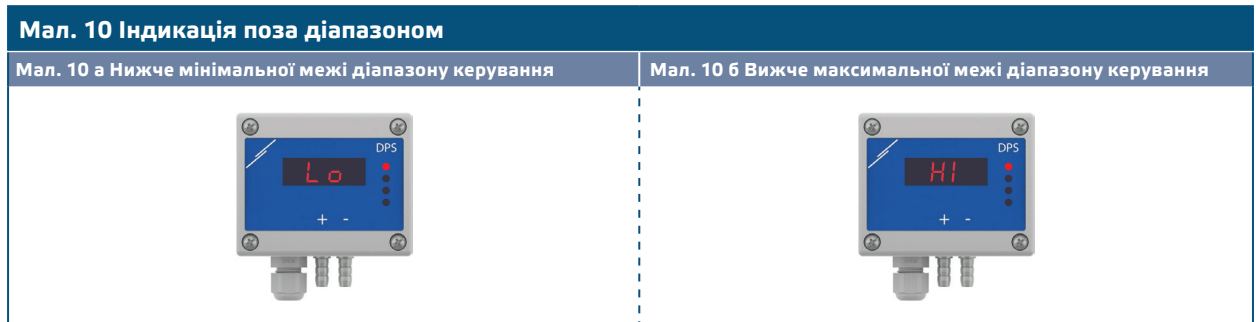 Мал. 10 Індикація поза діапазоном
Мал. 10 а Нижче мінімальної межі діапазону керування
Мал. 10 б Вище максимальної межі діапазону керування
DPS
Lo
+ -
DPS
HI
+ -